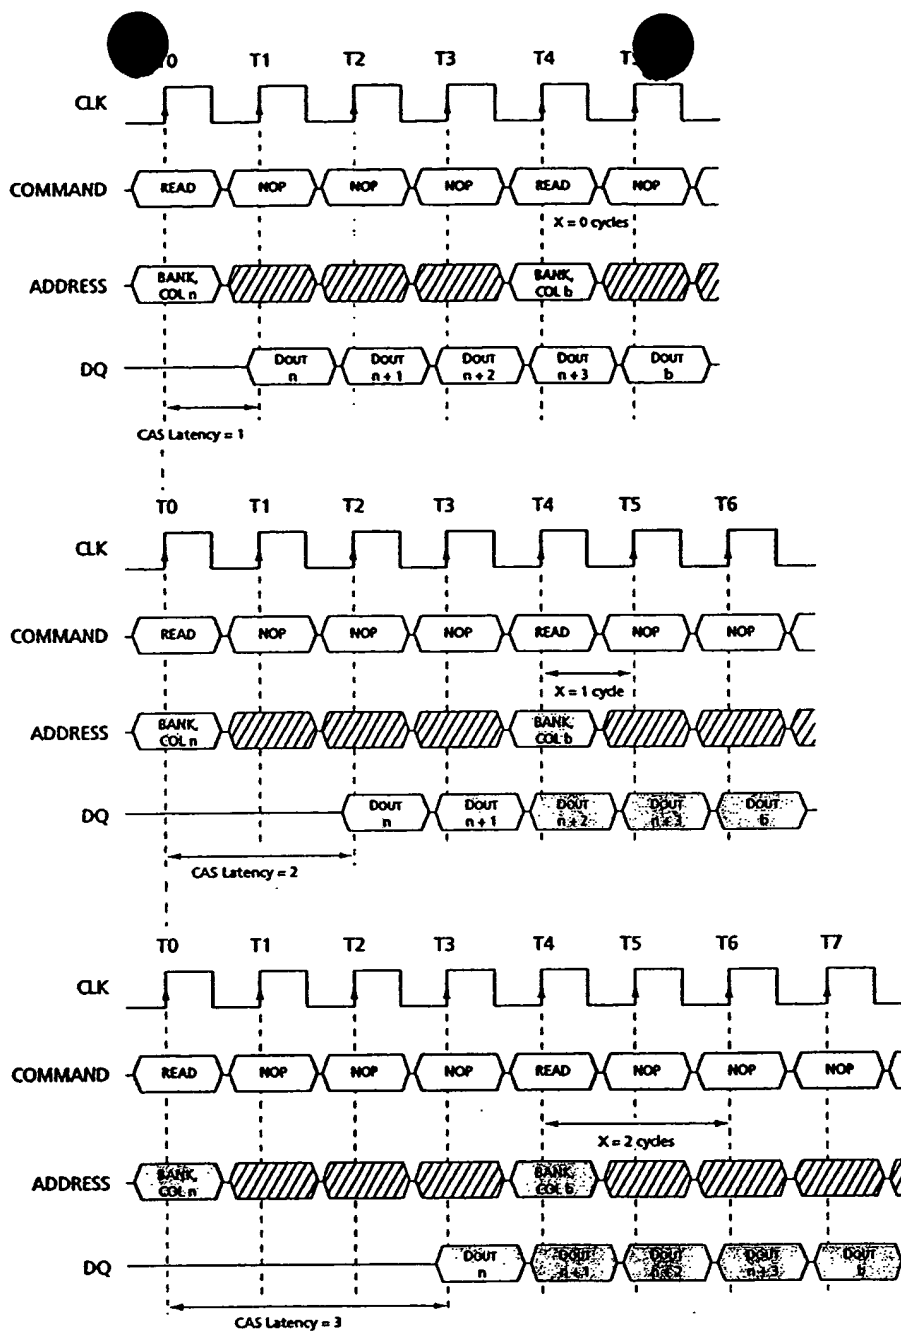 T0 T1 T2 T3 T4 T5
CLK
COMMAND READ NOP NOP NOP READ NOP
X = 0 cycles
ADDRESS BANK, COL n BANK, COL b
DQ DOUT n DOUT n + 1 DOUT n + 2 DOUT n + 3 DOUT b
CAS Latency = 1
T0 T1 T2 T3 T4 T5 T6
CLK
COMMAND READ NOP NOP NOP READ NOP NOP
X = 1 cycle
ADDRESS BANK, COL n BANK, COL b
DQ DOUT n DOUT n + 1 DOUT n + 2 DOUT n + 3 DOUT b
CAS Latency = 2
T0 T1 T2 T3 T4 T5 T6 T7
CLK
COMMAND READ NOP NOP NOP READ NOP NOP NOP
X = 2 cycles
ADDRESS BANK, COL n BANK, COL b
DQ DOUT n DOUT n + 1 DOUT n + 2 DOUT n + 3 DOUT b
CAS Latency = 3